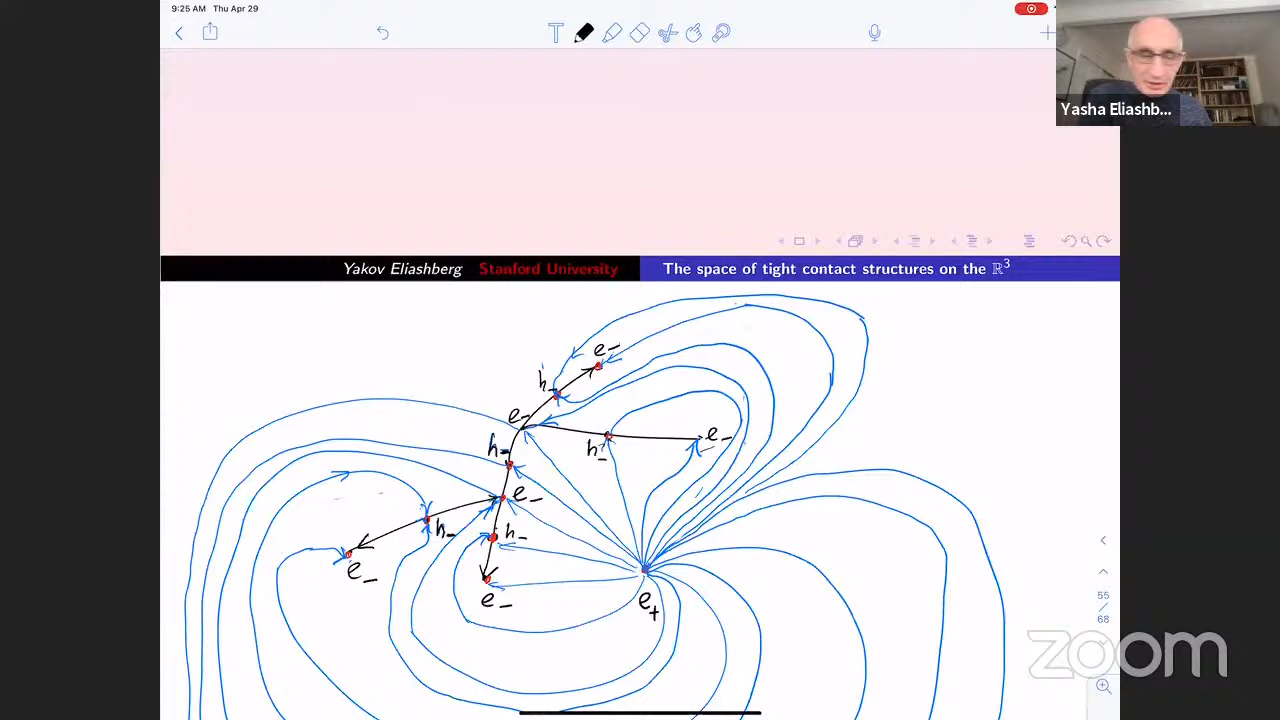 9:25 AM Thu Apr 29
T
Yasha Eliashb...
Yakov Eliashberg Stanford University The space of tight contact structures on the ℝ³
e−
h−
e−
e−
h−
h−
e−
h−
h−
e−
e−
e+
55
/
68
zoom